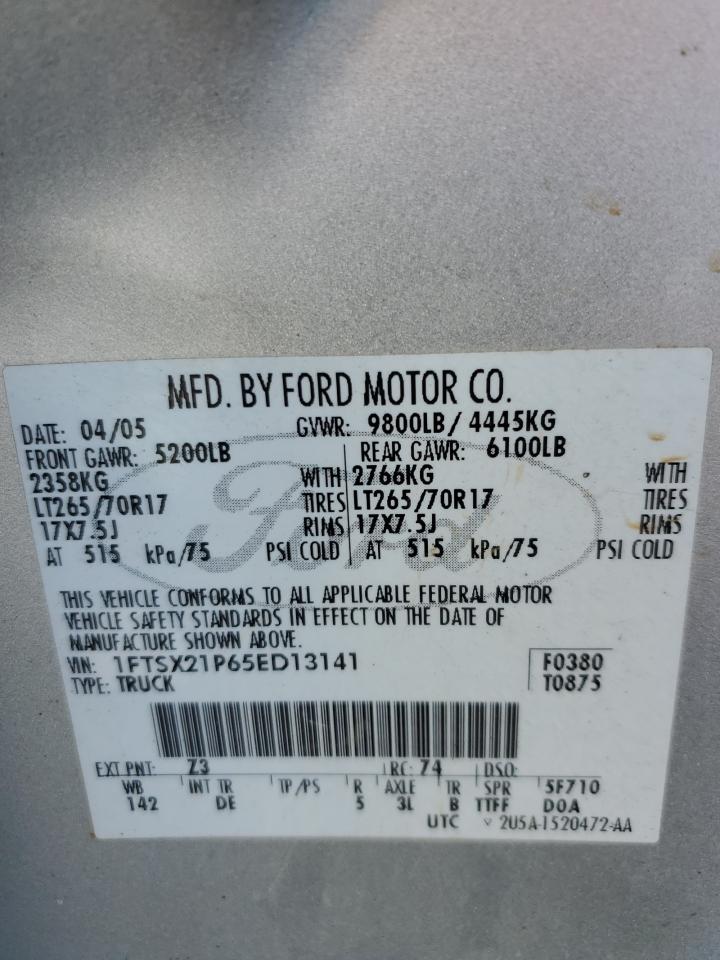 MFD. BY FORD MOTOR CO.
DATE: 04/05 GVWR: 9800LB/ 4445KG
FRONT GAWR: 5200LB REAR GAWR: 6100LB
2358KG WITH 2766KG WITH
LT265/70R17 TIRES LT265/70R17 TIRES
17X7.5J RIMS 17X7.5J RIMS
AT 515 kPa/75 PSI COLD AT 515 kPa/75 PSI COLD
Ford
THIS VEHICLE CONFORMS TO ALL APPLICABLE FEDERAL MOTOR
VEHICLE SAFETY STANDARDS IN EFFECT ON THE DATE OF
MANUFACTURE SHOWN ABOVE.
VIN: 1FTSX21P65ED13141 F0380
TYPE: TRUCK T0875
EXT PNT: Z3 RC: 74 DSO:
WB INT TR TP/PS R AXLE TR SPR 5F710
142 DE 5 3L B TTFF DOA
UTC 2U5A-1520472-AA